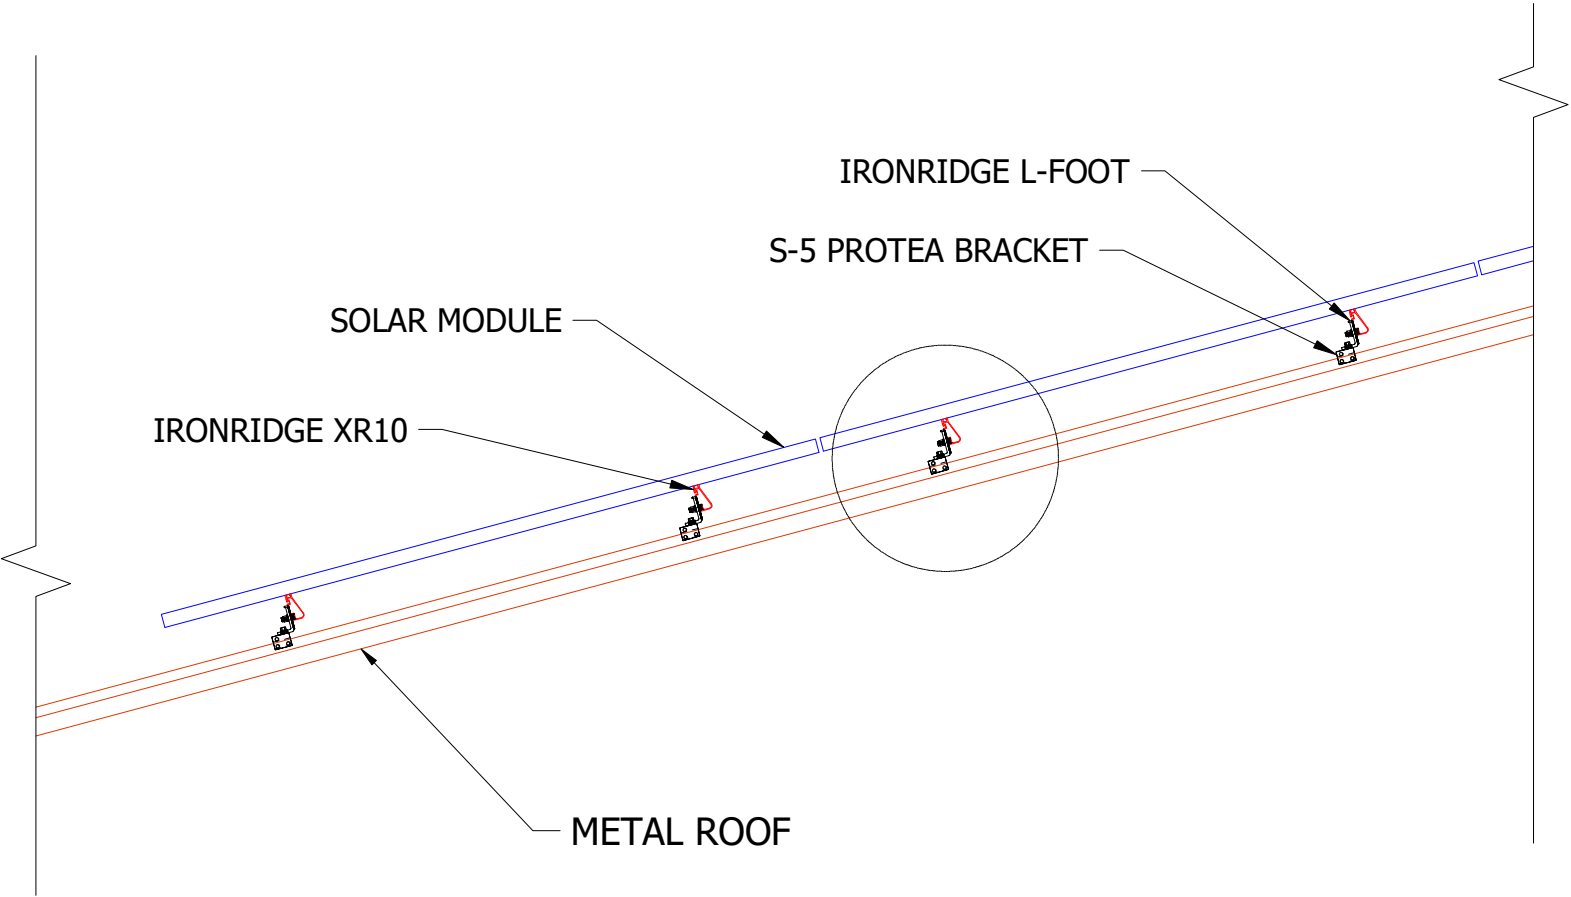 IRONRIDGE L-FOOT
S-5 PROTEA BRACKET
SOLAR MODULE
IRONRIDGE XR10
METAL ROOF